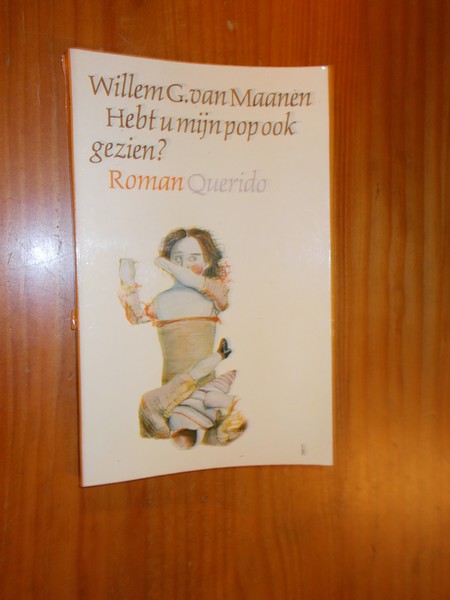 Willem G. van Maanen
Hebt u mijn pop ook
gezien?
Roman Querido